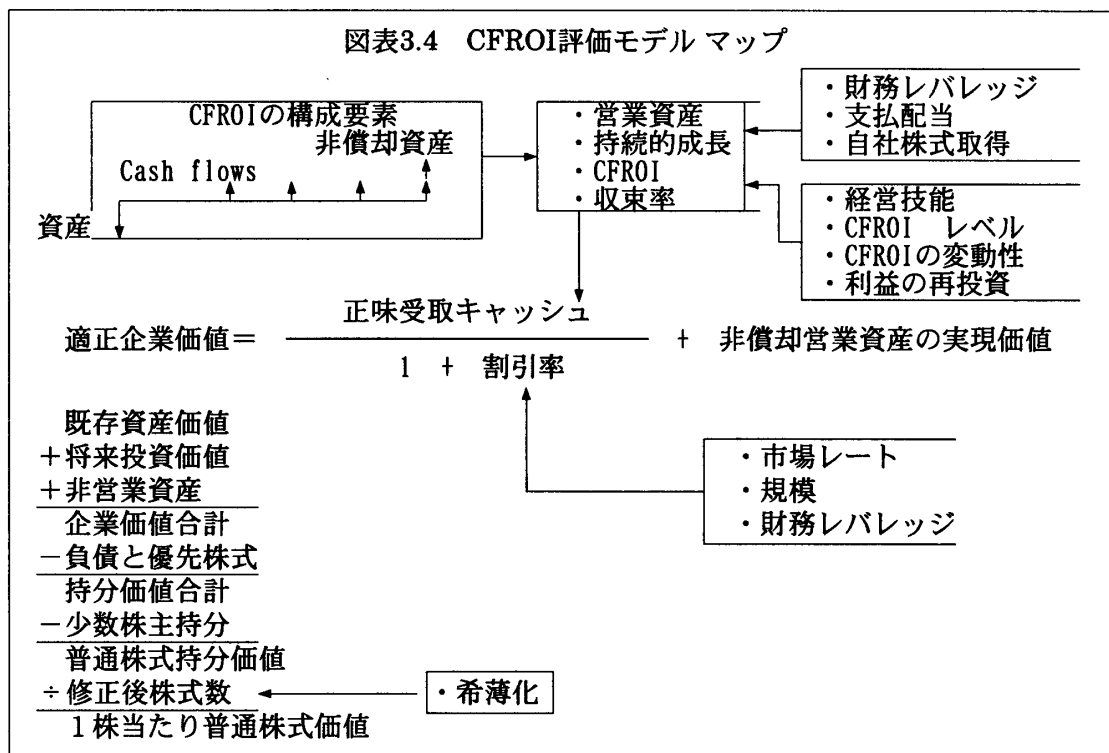 図表3.4　CFROI評価モデル マップ
CFROIの構成要素
非償却資産
Cash flows
資産
・営業資産
・持続的成長
・CFROI
・収束率
・財務レバレッジ
・支払配当
・自社株式取得
・経営技能
・CFROI　レベル
・CFROIの変動性
・利益の再投資
正味受取キャッシュ
適正企業価値＝
1　+　割引率
+　非償却営業資産の実現価値
・市場レート
・規模
・財務レバレッジ
既存資産価値
＋将来投資価値
＋非営業資産
企業価値合計
－負債と優先株式
持分価値合計
－少数株主持分
普通株式持分価値
÷修正後株式数
・希薄化
1株当たり普通株式価値